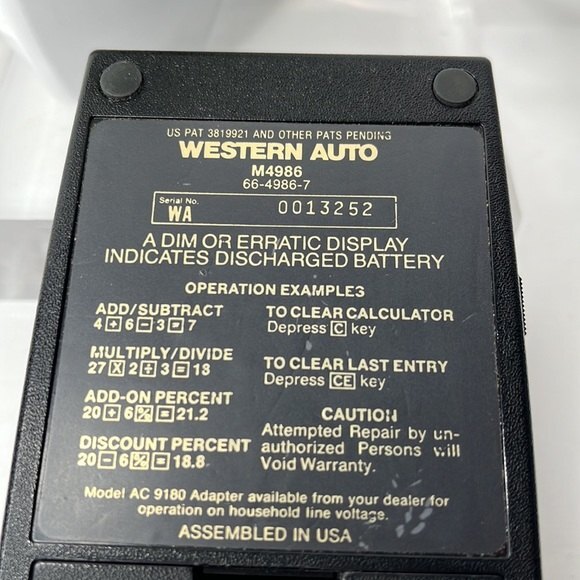 US PAT 3819921 AND OTHER PATS PENDING
WESTERN AUTO
M4986
66-4986-7
Serial No.
WA 0013252
A DIM OR ERRATIC DISPLAY
INDICATES DISCHARGED BATTERY
OPERATION EXAMPLES
ADD/SUBTRACT
4 + 6 − 3 = 7
MULTIPLY/DIVIDE
27 X 2 ÷ 3 = 18
ADD-ON PERCENT
20 + 6 % = 21.2
DISCOUNT PERCENT
20 − 6 % = 18.8
TO CLEAR CALCULATOR
Depress C key
TO CLEAR LAST ENTRY
Depress CE key
CAUTION
Attempted Repair by un-
authorized Persons will
Void Warranty.
Model AC 9180 Adapter available from your dealer for
operation on household line voltage.
ASSEMBLED IN USA